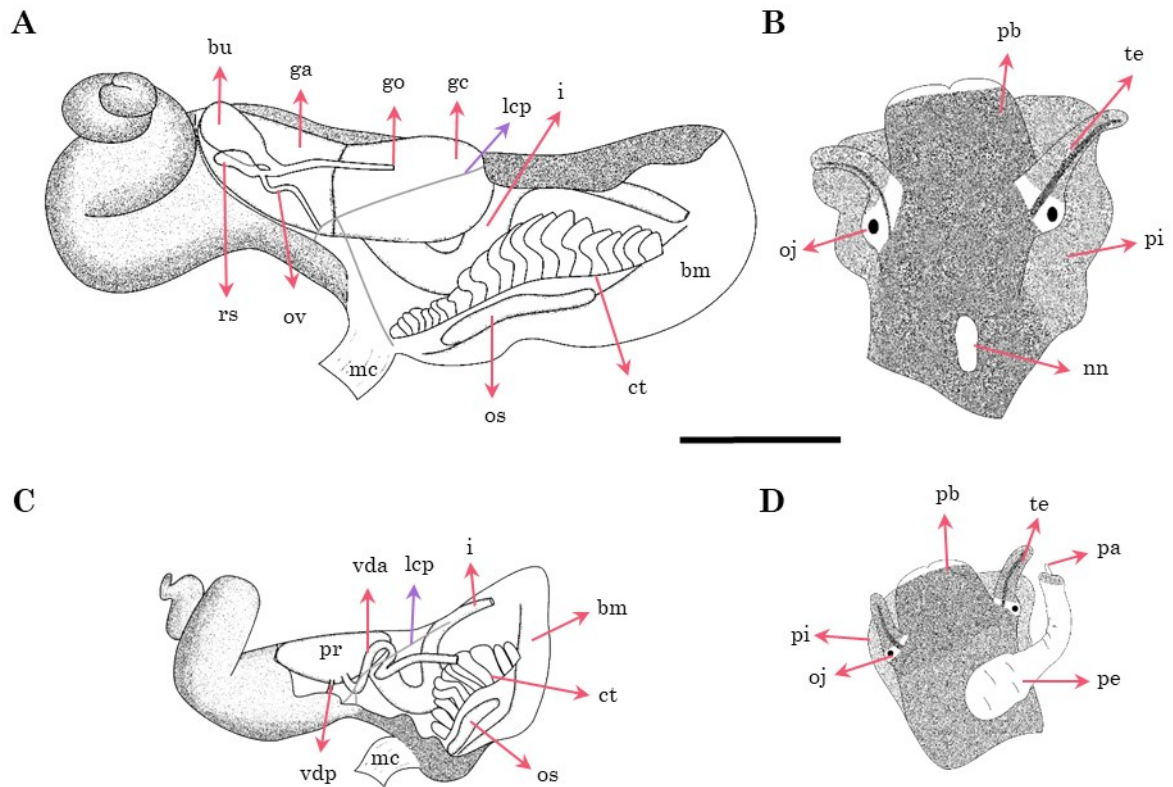 A
bu
ga
go
gc
lcp
i
rs
ov
mc
bm
ct
os
B
pb
te
oj
pi
nn
C
vda
lcp
i
bm
pr
ct
vdp
mc
os
D
pb
te
pa
pi
oj
pe